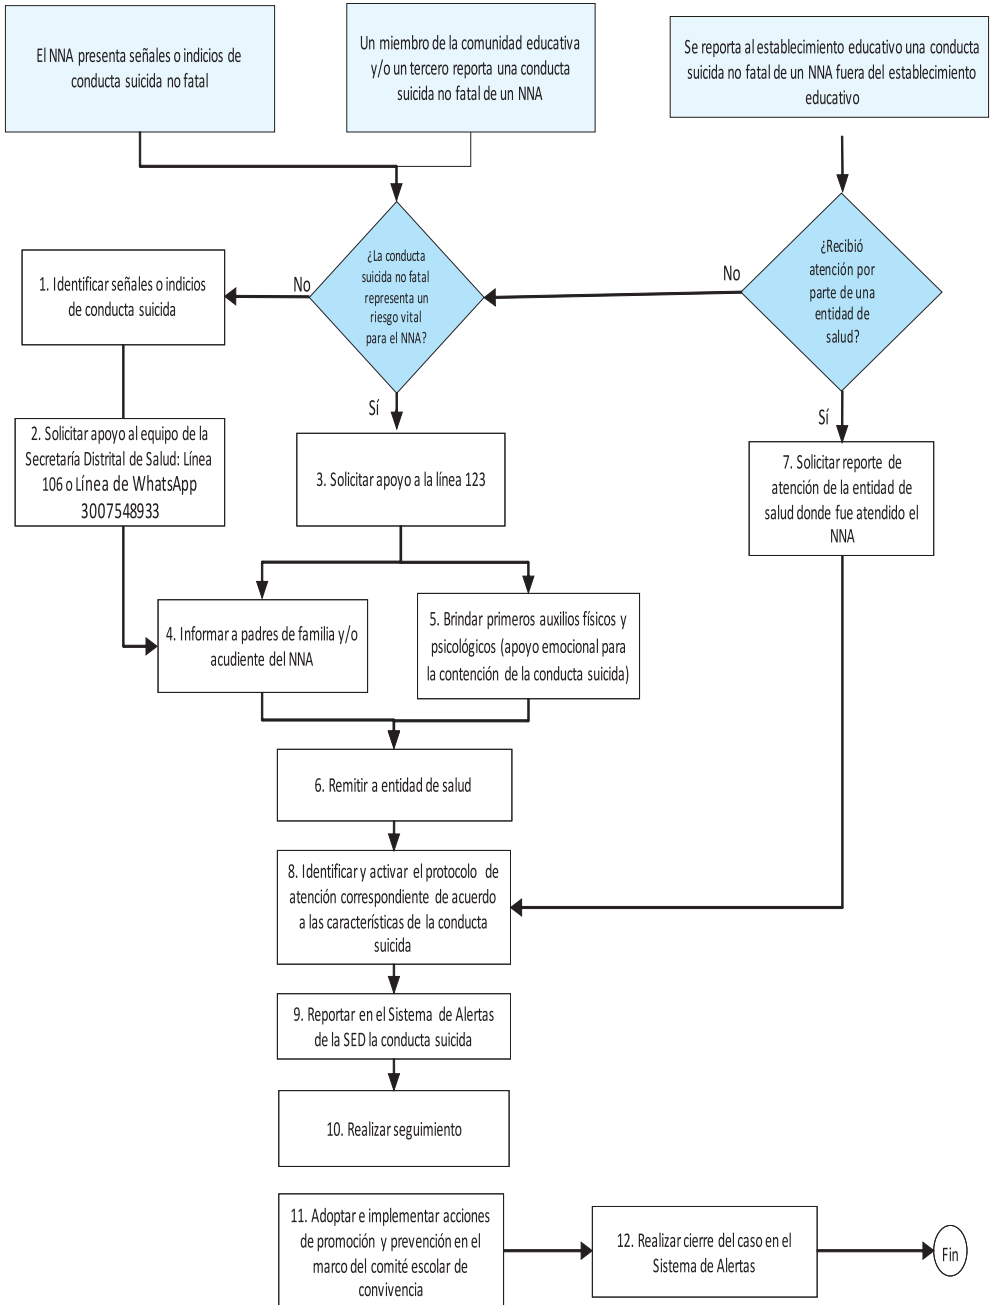 El NNA presenta señales o indicios de
conducta suicida no fatal
Un miembro de la comunidad educativa
y/o un tercero reporta una conducta
suicida no fatal de un NNA
Se reporta al establecimiento educativo una conducta
suicida no fatal de un NNA fuera del establecimiento
educativo
¿La conducta
suicida no fatal
representa un
riesgo vital
para el NNA?
¿Recibió
atención por
parte de una
entidad de
salud?
No
No
1. Identificar señales o indicios
de conducta suicida
Sí
Sí
2. Solicitar apoyo al equipo de la
Secretaría Distrital de Salud: Línea
106 o Línea de WhatsApp
3007548933
3. Solicitar apoyo a la línea 123
7. Solicitar reporte de
atención de la entidad de
salud donde fue atendido el
NNA
4. Informar a padres de familia y/o
acudiente del NNA
5. Brindar primeros auxilios físicos y
psicológicos (apoyo emocional para
la contención de la conducta suicida)
6. Remitir a entidad de salud
8. Identificar y activar el protocolo de
atención correspondiente de acuerdo
a las características de la conducta
suicida
9. Reportar en el Sistema de Alertas
de la SED la conducta suicida
10. Realizar seguimiento
11. Adoptar e implementar acciones
de promoción y prevención en el
marco del comité escolar de
convivencia
12. Realizar cierre del caso en el
Sistema de Alertas
Fin